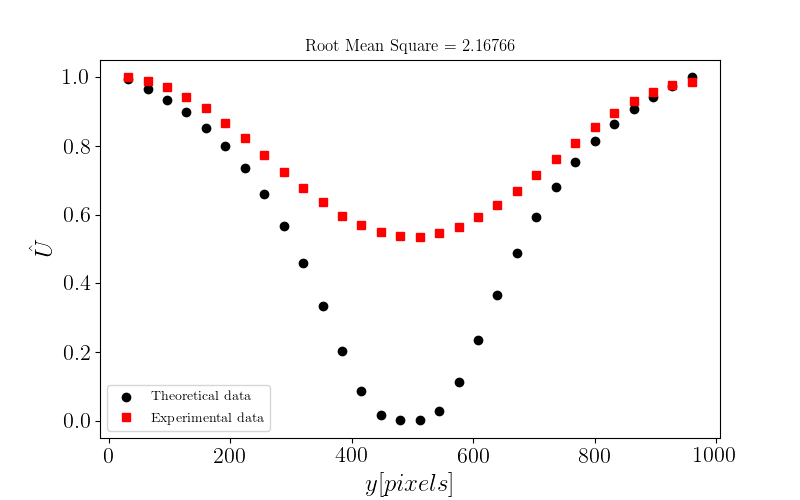 Root Mean Square = 2.16766
1.0
0.8
0.6
0.4
0.2
0.0
Û
Theoretical data
Experimental data
0 200 400 600 800 1000
y[pixels]